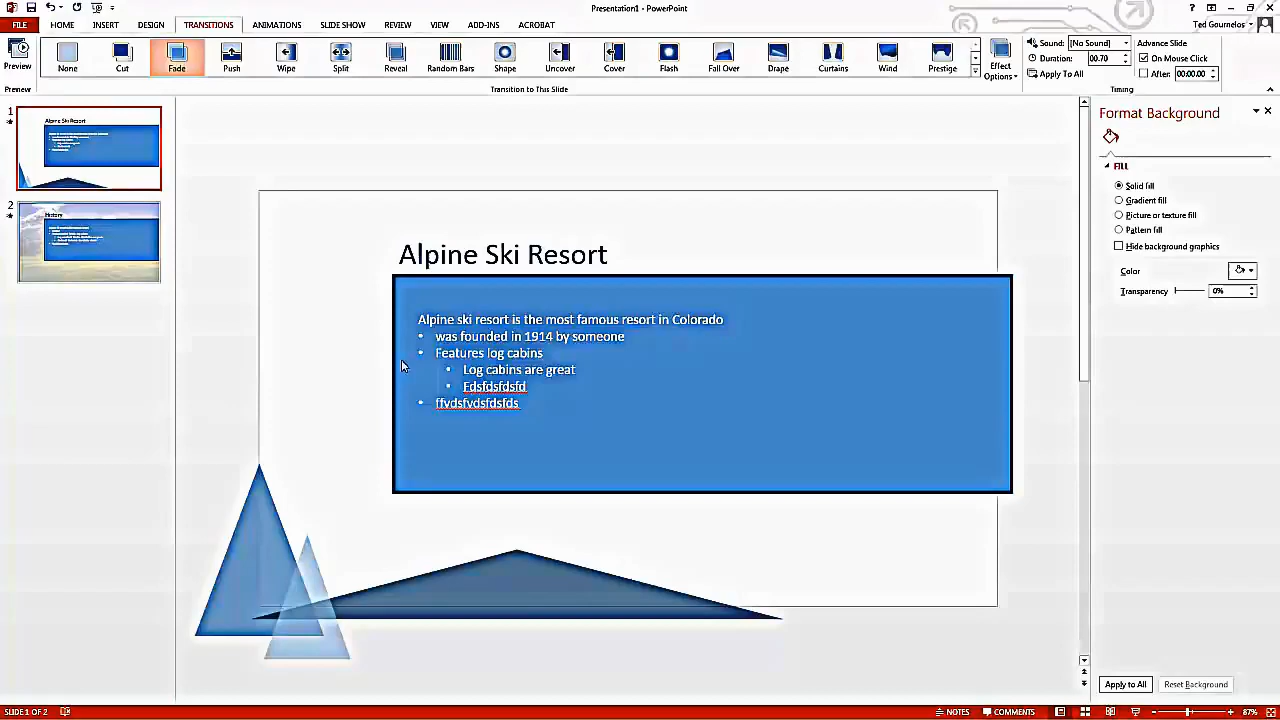 Presentation1 - PowerPoint
FILE HOME INSERT DESIGN TRANSITIONS ANIMATIONS SLIDE SHOW REVIEW VIEW ADD-INS ACROBAT
Ted Gournelos
Preview
None Cut Fade Push Wipe Split Reveal Random Bars Shape Uncover Cover Flash Fall Over Drape Curtains Wind Prestige
Effect
Options
Sound: [No Sound]
Duration: 00.70
Apply To All
Advance Slide
On Mouse Click
After: 00:00.00
Preview
Transition to This Slide
Timing
1
Alpine Ski Resort
2
History
Alpine Ski Resort
Alpine ski resort is the most famous resort in Colorado
• was founded in 1914 by someone
• Features log cabins
• Log cabins are great
• Fdsfdsfdsfd
• ffvdsfvdsfdsfds
Format Background
FILL
Solid fill
Gradient fill
Picture or texture fill
Pattern fill
Hide background graphics
Color
Transparency 0%
Apply to All Reset Background
SLIDE 1 OF 2
NOTES COMMENTS 87%